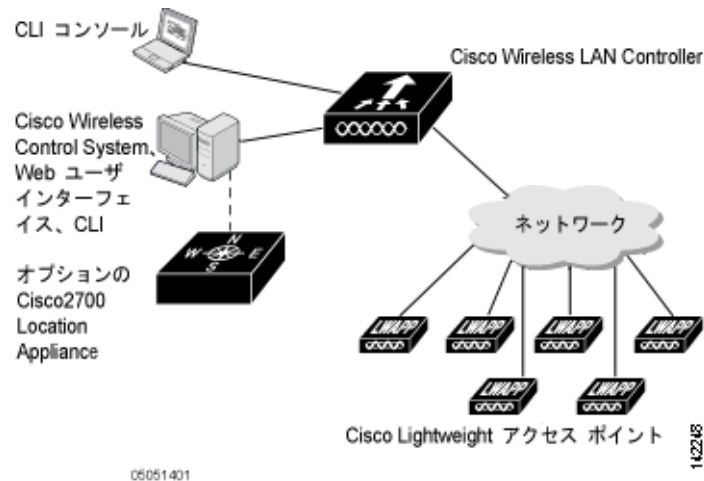 CLI コンソール
Cisco Wireless LAN Controller
Cisco Wireless
Control System、
Web ユーザ
インターフェ
イス、CLI
N
W E
S
オプションの
Cisco2700
Location
Appliance
ネットワーク
LWAPP
LWAPP
LWAPP
LWAPP
LWAPP
LWAPP
Cisco Lightweight アクセス ポイント
142248
05051401